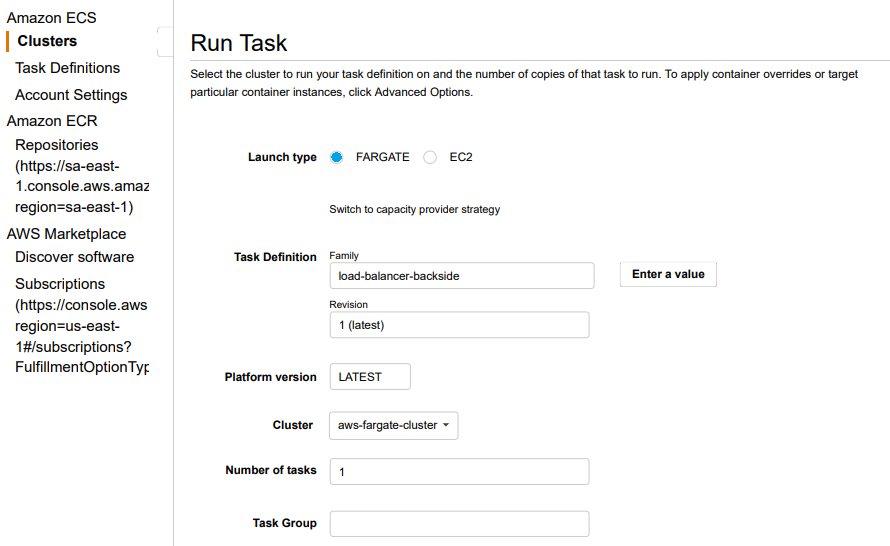 Amazon ECS
Clusters
Task Definitions
Account Settings
Amazon ECR
Repositories
(https://sa-east-
1.console.aws.amaz
region=sa-east-1)
AWS Marketplace
Discover software
Subscriptions
(https://console.aws
region=us-east-
1#/subscriptions?
FulfillmentOptionTyp
Run Task
Select the cluster to run your task definition on and the number of copies of that task to run. To apply container overrides or target
particular container instances, click Advanced Options.
Launch type FARGATE EC2
Switch to capacity provider strategy
Task Definition Family
load-balancer-backside Enter a value
Revision
1 (latest)
Platform version LATEST
Cluster aws-fargate-cluster
Number of tasks 1
Task Group